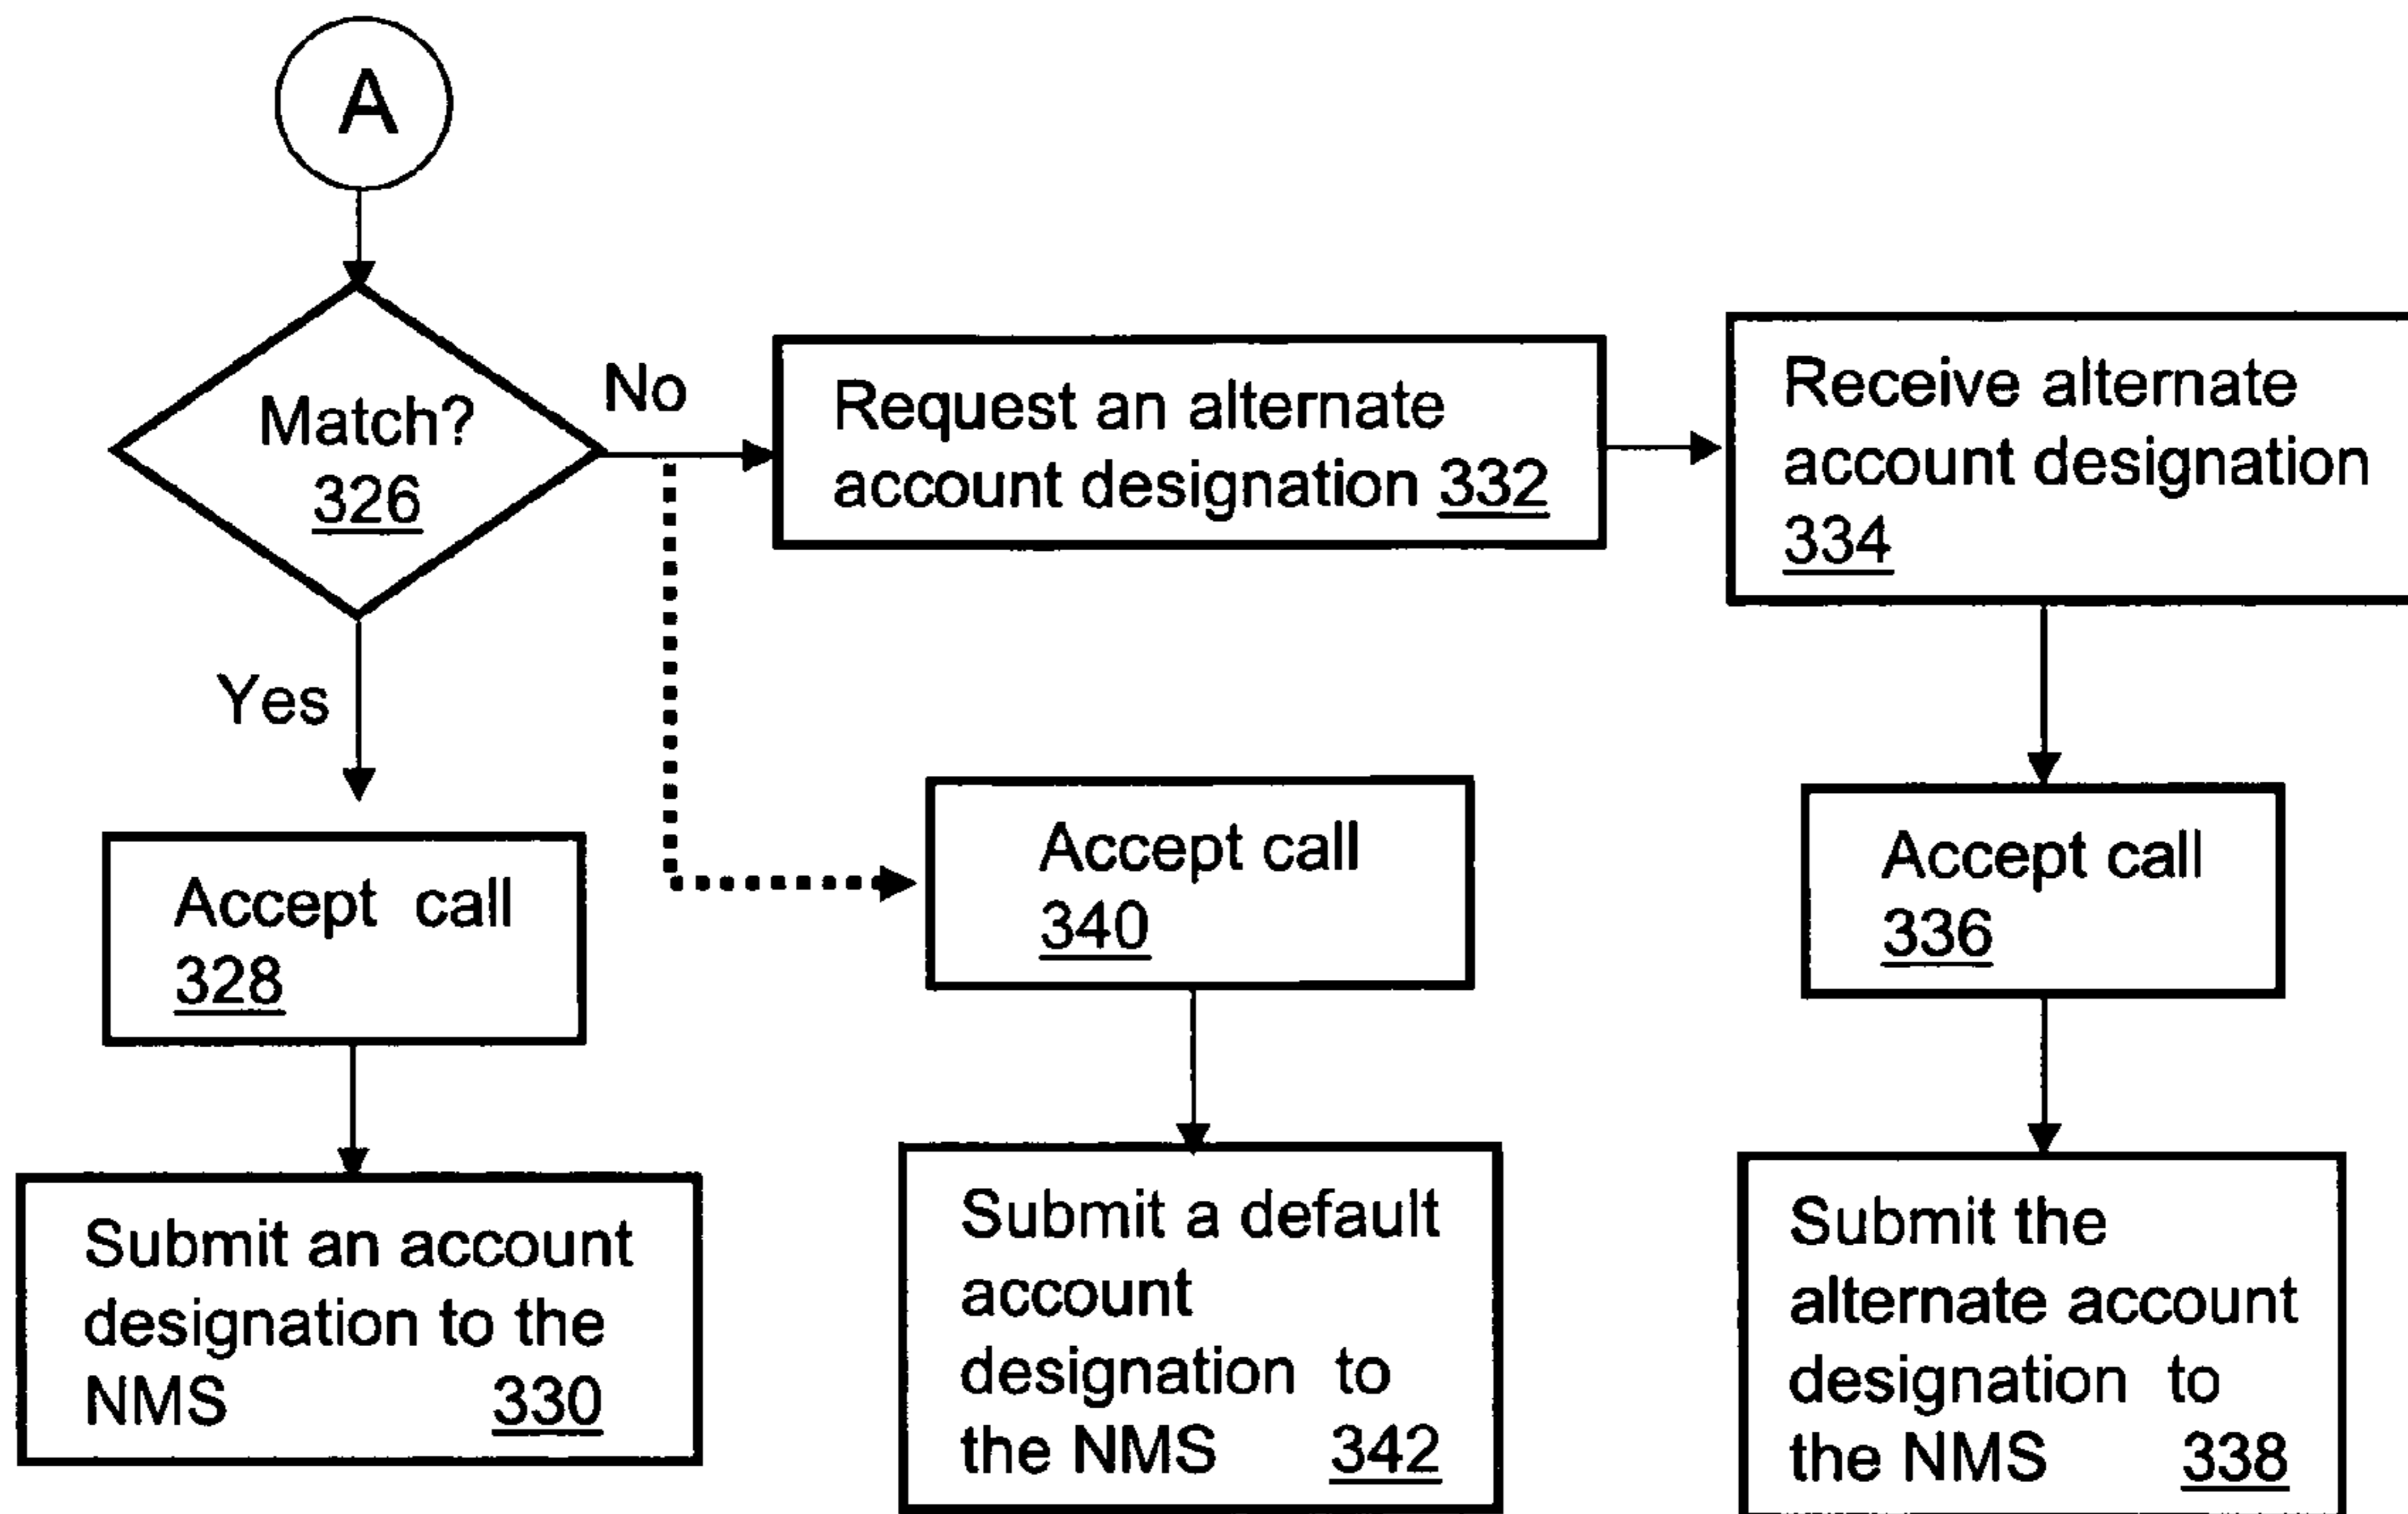 A
Match?
326
No
Yes
Request an alternate
account designation 332
Receive alternate
account designation
334
Accept call
328
Accept call
340
Accept call
336
Submit an account
designation to the
NMS 330
Submit a default
account
designation to
the NMS 342
Submit the
alternate account
designation to
the NMS 338